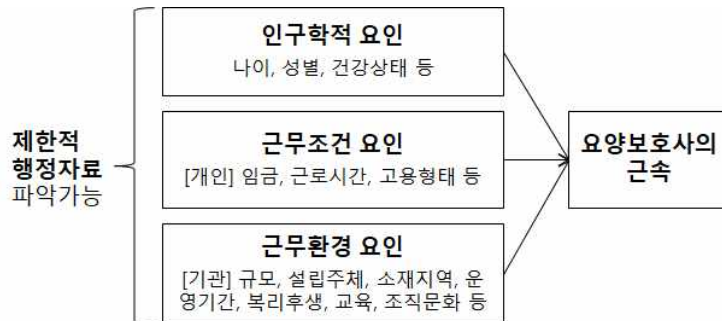 제한적
행정자료
파악가능
인구학적 요인
나이, 성별, 건강상태 등
근무조건 요인
[개인] 임금, 근로시간, 고용형태 등
근무환경 요인
[기관] 규모, 설립주체, 소재지역, 운
영기간, 복리후생, 교육, 조직문화 등
요양보호사의
근속